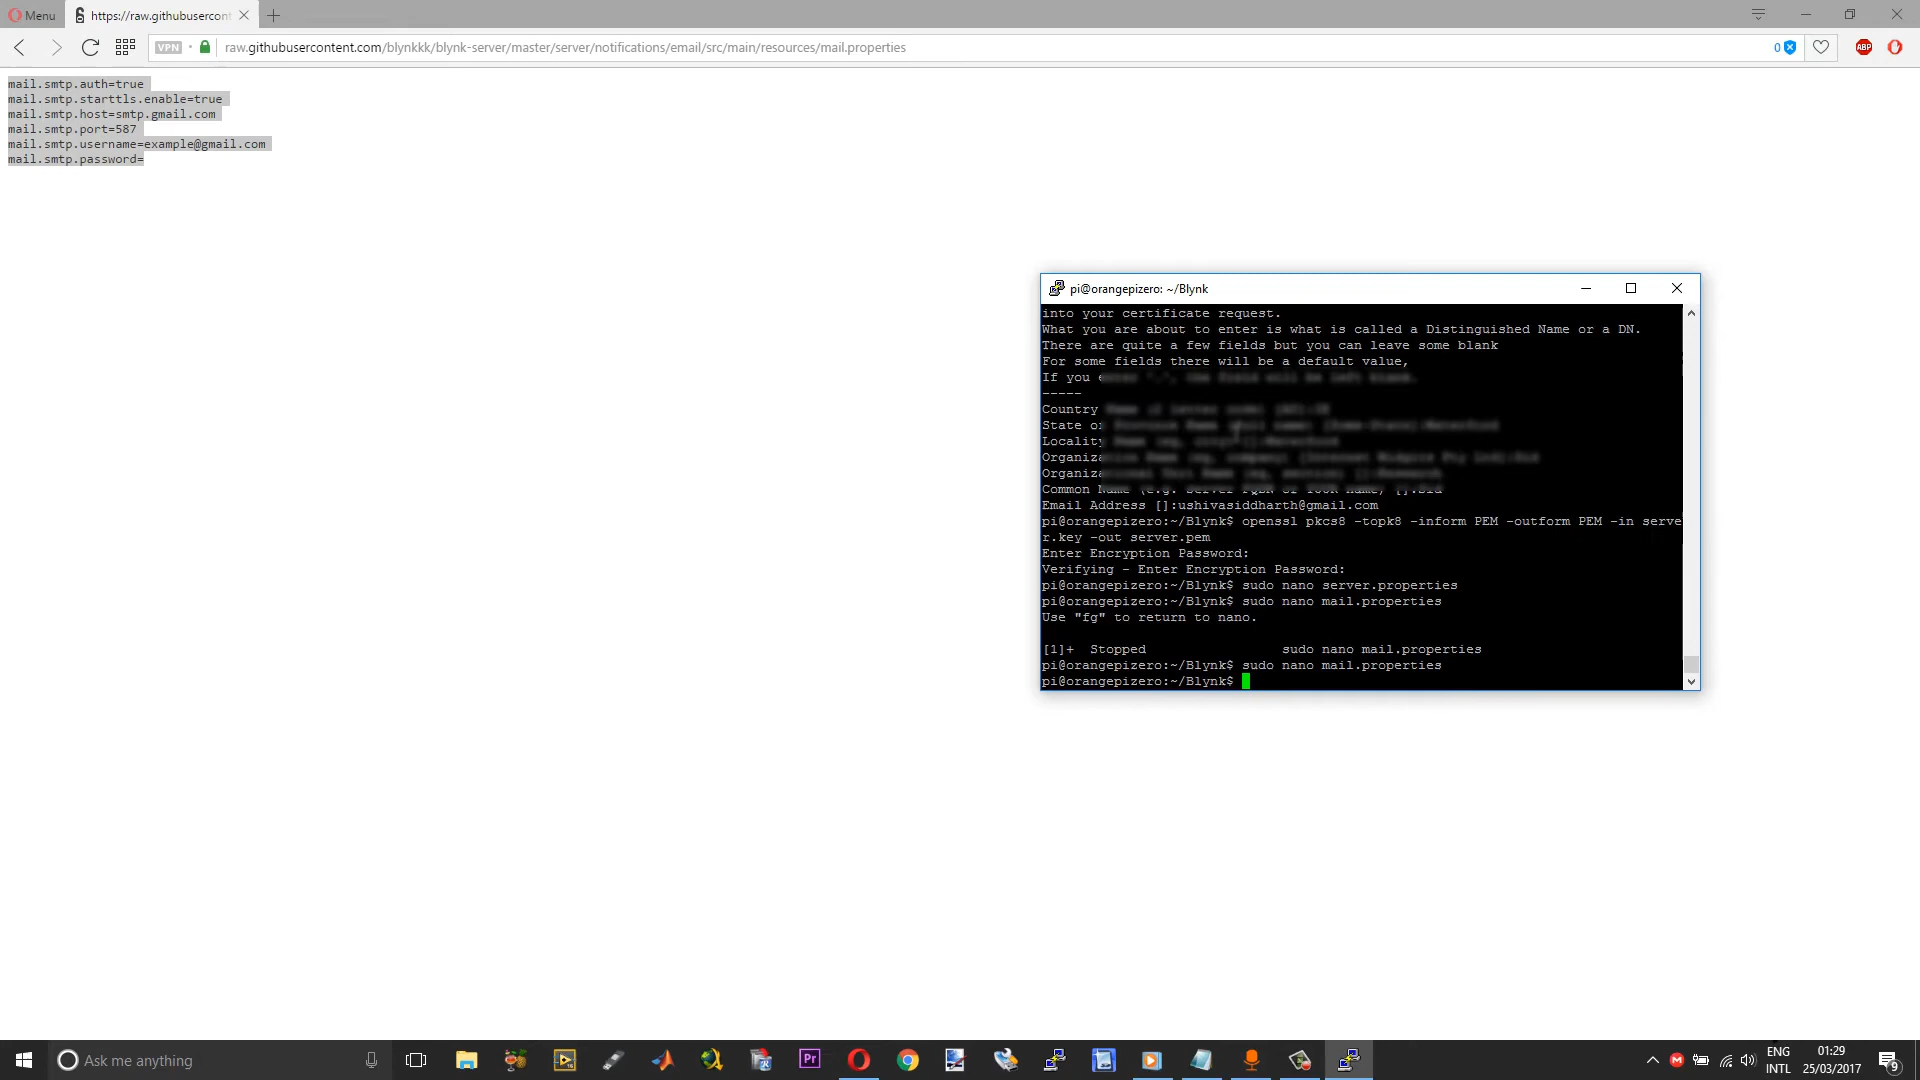 Menu
https://raw.githubusercont
VPN
raw.githubusercontent.com/blynkkk/blynk-server/master/server/notifications/email/src/main/resources/mail.properties
0
ABP
mail.smtp.auth=true
mail.smtp.starttls.enable=true
mail.smtp.host=smtp.gmail.com
mail.smtp.port=587
mail.smtp.username=example@gmail.com
mail.smtp.password=
pi@orangepizero: ~/Blynk
into your certificate request.
What you are about to enter is what is called a Distinguished Name or a DN.
There are quite a few fields but you can leave some blank
For some fields there will be a default value,
If you
-----
Country
State or
Locality
Organiza
Organiza
Common Name
Email Address []:ushivasiddharth@gmail.com
pi@orangepizero:~/Blynk$ openssl pkcs8 -topk8 -inform PEM -outform PEM -in serve
r.key -out server.pem
Enter Encryption Password:
Verifying - Enter Encryption Password:
pi@orangepizero:~/Blynk$ sudo nano server.properties
pi@orangepizero:~/Blynk$ sudo nano mail.properties
Use "fg" to return to nano.
[1]+ Stopped sudo nano mail.properties
pi@orangepizero:~/Blynk$ sudo nano mail.properties
pi@orangepizero:~/Blynk$
Ask me anything
Pr
ENG
INTL
01:29
25/03/2017
9